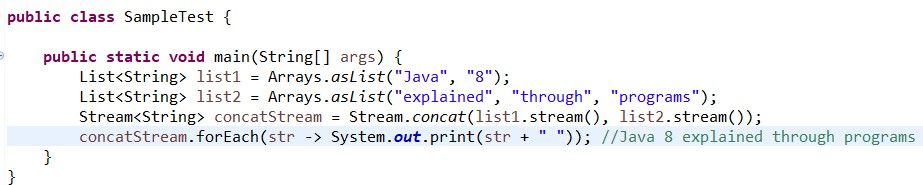 public class SampleTest {
public static void main(String[] args) {
List<String> list1 = Arrays.asList("Java", "8");
List<String> list2 = Arrays.asList("explained", "through", "programs");
Stream<String> concatStream = Stream.concat(list1.stream(), list2.stream());
concatStream.forEach(str -> System.out.print(str + " ")); //Java 8 explained through programs
}
}